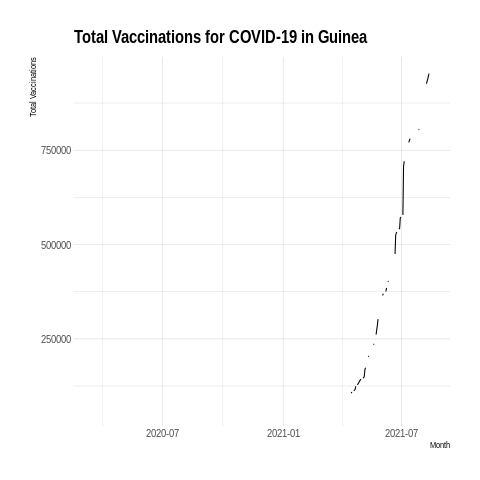 Total Vaccinations for COVID-19 in Guinea
Total Vaccinations
750000
500000
250000
2020-07
2021-01
2021-07
Month